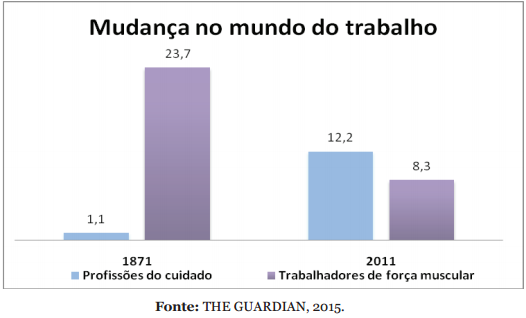 Mudança no mundo do trabalho
23,7
12,2
8,3
1,1
1871 2011
Profissões do cuidado Trabalhadores de força muscular
Fonte: THE GUARDIAN, 2015.